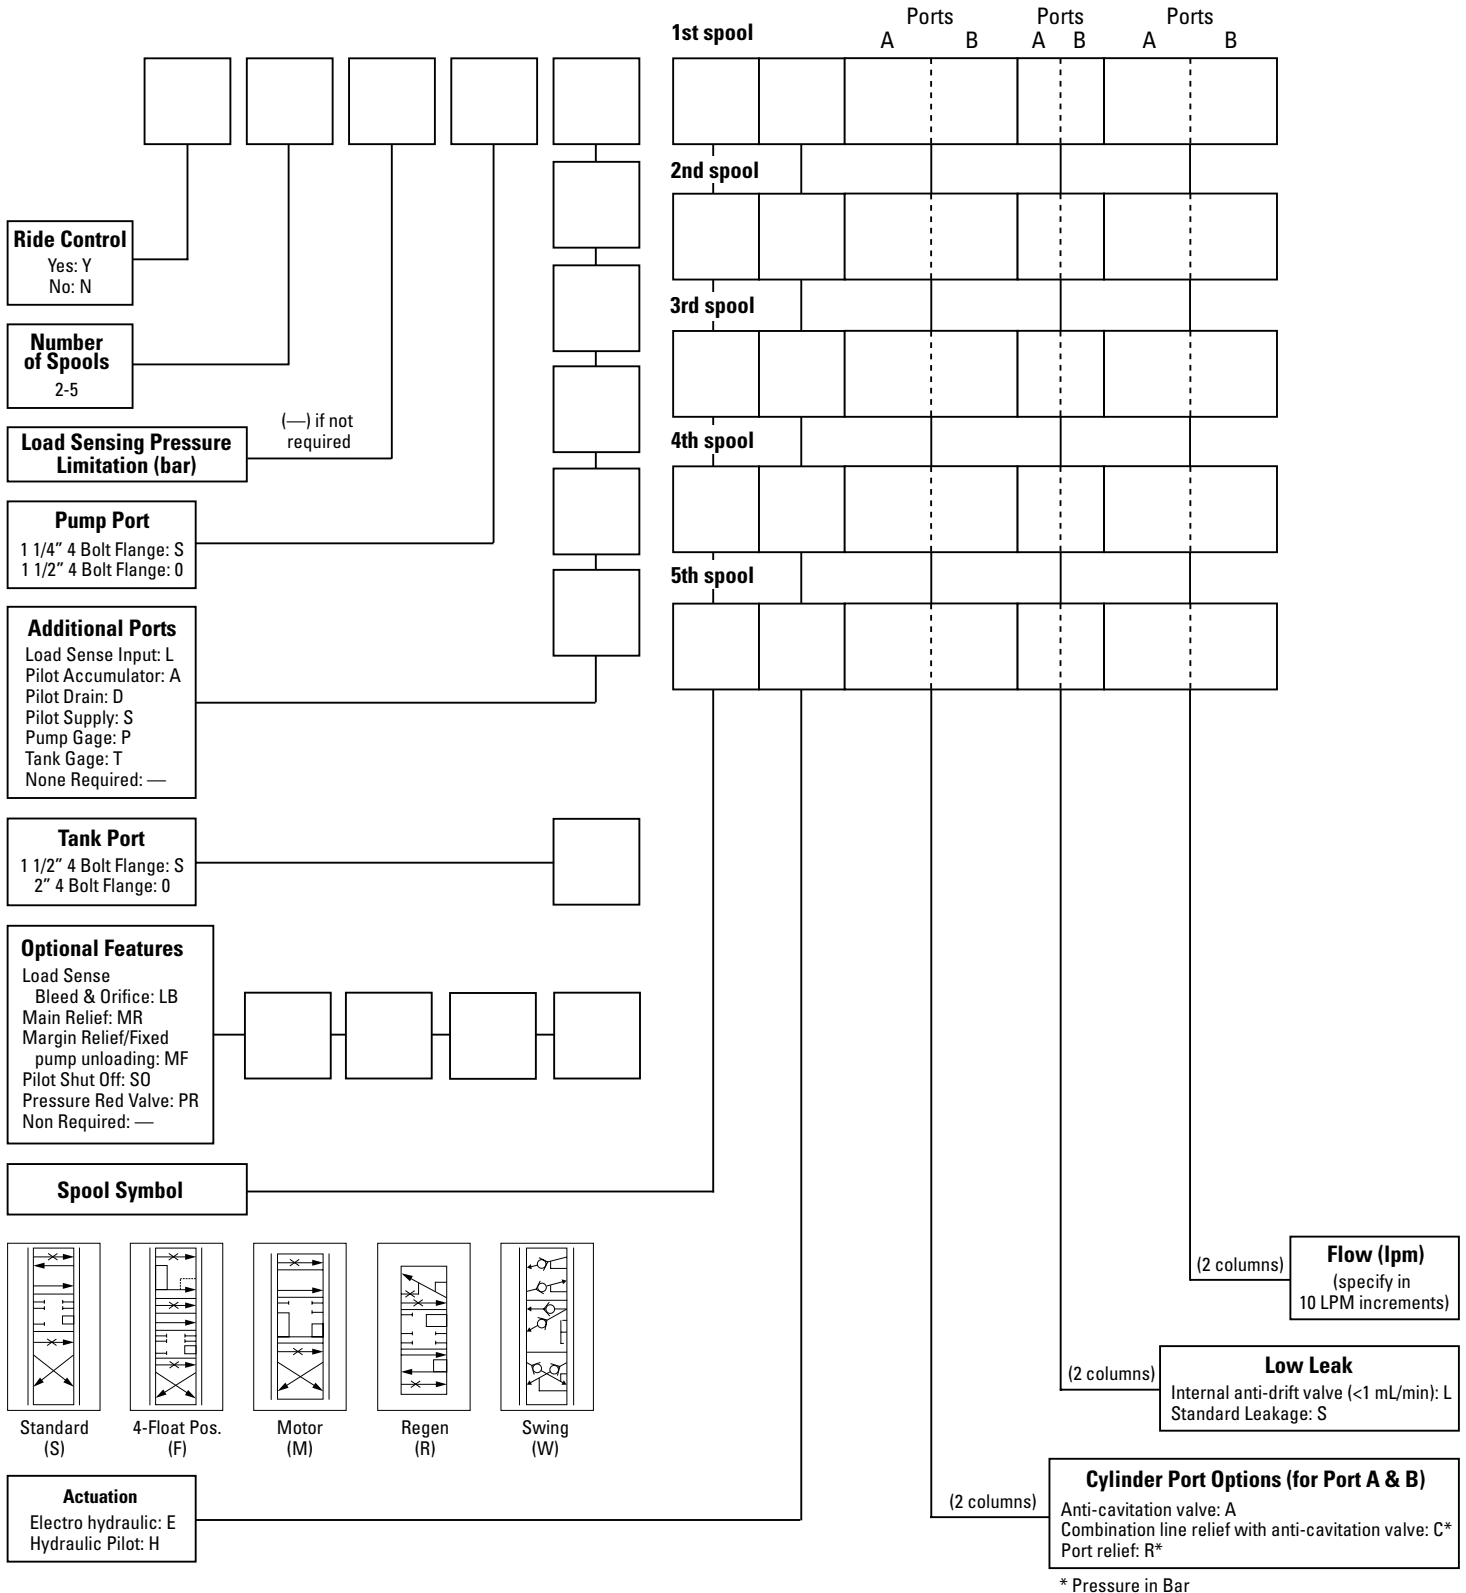 1st spool
Ports
A B
Ports
A B
Ports
A B
2nd spool
3rd spool
4th spool
5th spool
Ride Control
Yes: Y
No: N
Number
of Spools
2-5
Load Sensing Pressure
Limitation (bar)
(—) if not
required
Pump Port
1 1/4" 4 Bolt Flange: S
1 1/2" 4 Bolt Flange: 0
Additional Ports
Load Sense Input: L
Pilot Accumulator: A
Pilot Drain: D
Pilot Supply: S
Pump Gage: P
Tank Gage: T
None Required: —
Tank Port
1 1/2" 4 Bolt Flange: S
2" 4 Bolt Flange: 0
Optional Features
Load Sense
Bleed & Orifice: LB
Main Relief: MR
Margin Relief/Fixed
pump unloading: MF
Pilot Shut Off: SO
Pressure Red Valve: PR
Non Required: —
Spool Symbol
Standard
(S)
4-Float Pos.
(F)
Motor
(M)
Regen
(R)
Swing
(W)
Actuation
Electro hydraulic: E
Hydraulic Pilot: H
(2 columns)
Flow (lpm)
(specify in
10 LPM increments)
(2 columns)
Low Leak
Internal anti-drift valve (<1 mL/min): L
Standard Leakage: S
(2 columns)
Cylinder Port Options (for Port A & B)
Anti-cavitation valve: A
Combination line relief with anti-cavitation valve: C*
Port relief: R*
* Pressure in Bar